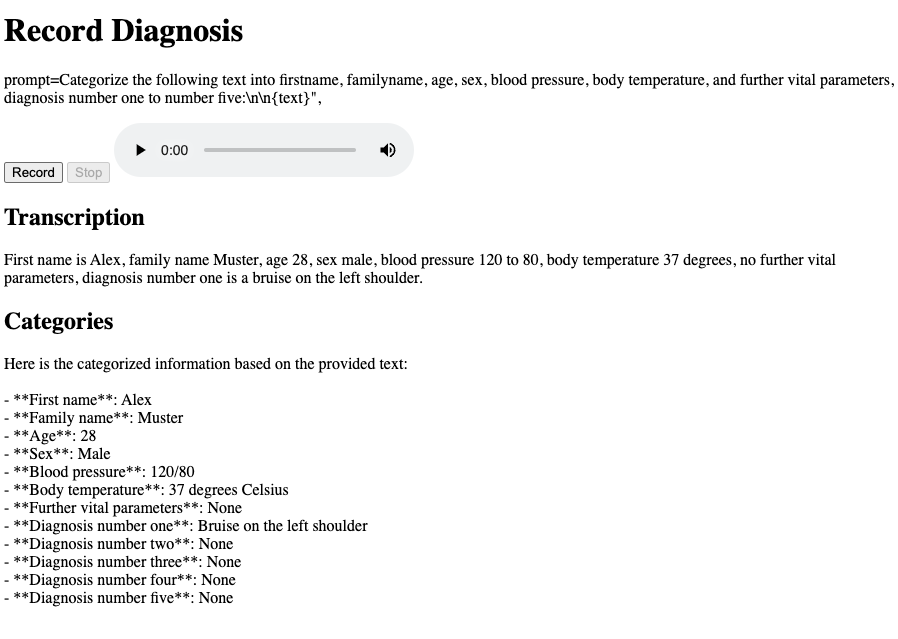 Record Diagnosis
prompt=Categorize the following text into firstname, familyname, age, sex, blood pressure, body temperature, and further vital parameters,
diagnosis number one to number five:\n\n{text}",
0:00
Record Stop
Transcription
First name is Alex, family name Muster, age 28, sex male, blood pressure 120 to 80, body temperature 37 degrees, no further vital
parameters, diagnosis number one is a bruise on the left shoulder.
Categories
Here is the categorized information based on the provided text:
- **First name**: Alex
- **Family name**: Muster
- **Age**: 28
- **Sex**: Male
- **Blood pressure**: 120/80
- **Body temperature**: 37 degrees Celsius
- **Further vital parameters**: None
- **Diagnosis number one**: Bruise on the left shoulder
- **Diagnosis number two**: None
- **Diagnosis number three**: None
- **Diagnosis number four**: None
- **Diagnosis number five**: None